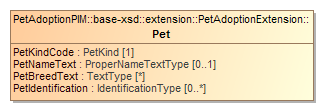 PetAdoptionPIM::base-xsd::extension::PetAdoptionExtension::
Pet
PetKindCode : PetKind [1]
PetNameText : ProperNameTextType [0..1]
PetBreedText : TextType [*]
PetIdentification : IdentificationType [0..*]